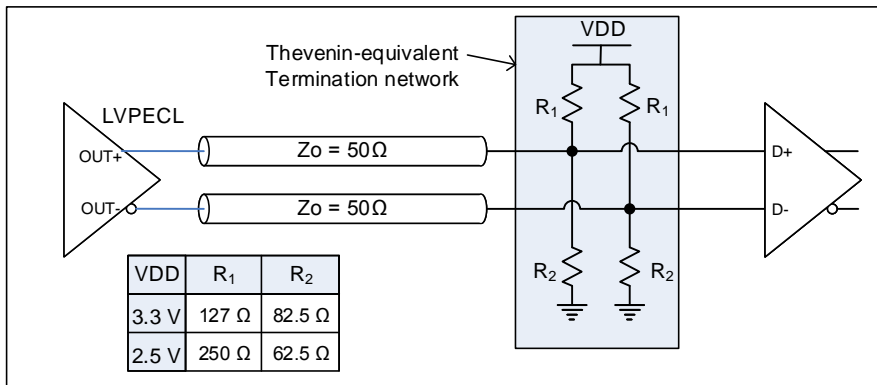 VDD
Thevenin-equivalent
Termination network
R1 R1
LVPECL
OUT+
Zo = 50Ω
D+
OUT-
Zo = 50Ω
D-
R2 R2
VDD R1 R2
3.3 V 127 Ω 82.5 Ω
2.5 V 250 Ω 62.5 Ω